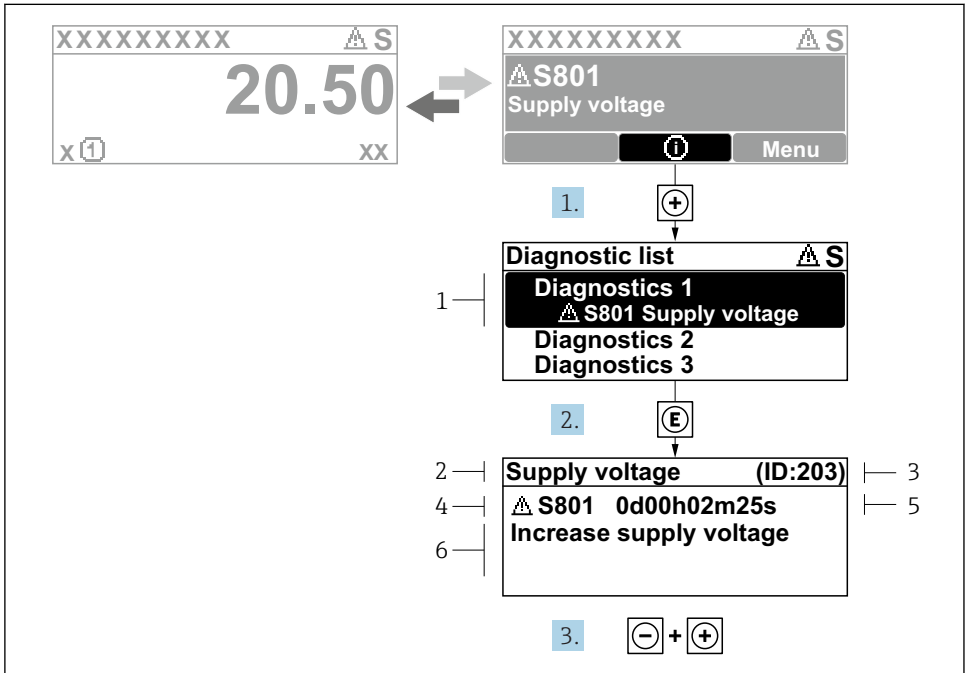 XXXXXXXXX ⚠ S
20.50
X ① XX
XXXXXXXXX ⚠ S
⚠ S801
Supply voltage
ⓘ Menu
1. +
Diagnostic list ⚠ S
1
Diagnostics 1
⚠ S801 Supply voltage
Diagnostics 2
Diagnostics 3
2. E
2 Supply voltage (ID:203) 3
4 ⚠ S801 0d00h02m25s 5
6 Increase supply voltage
3. - + +